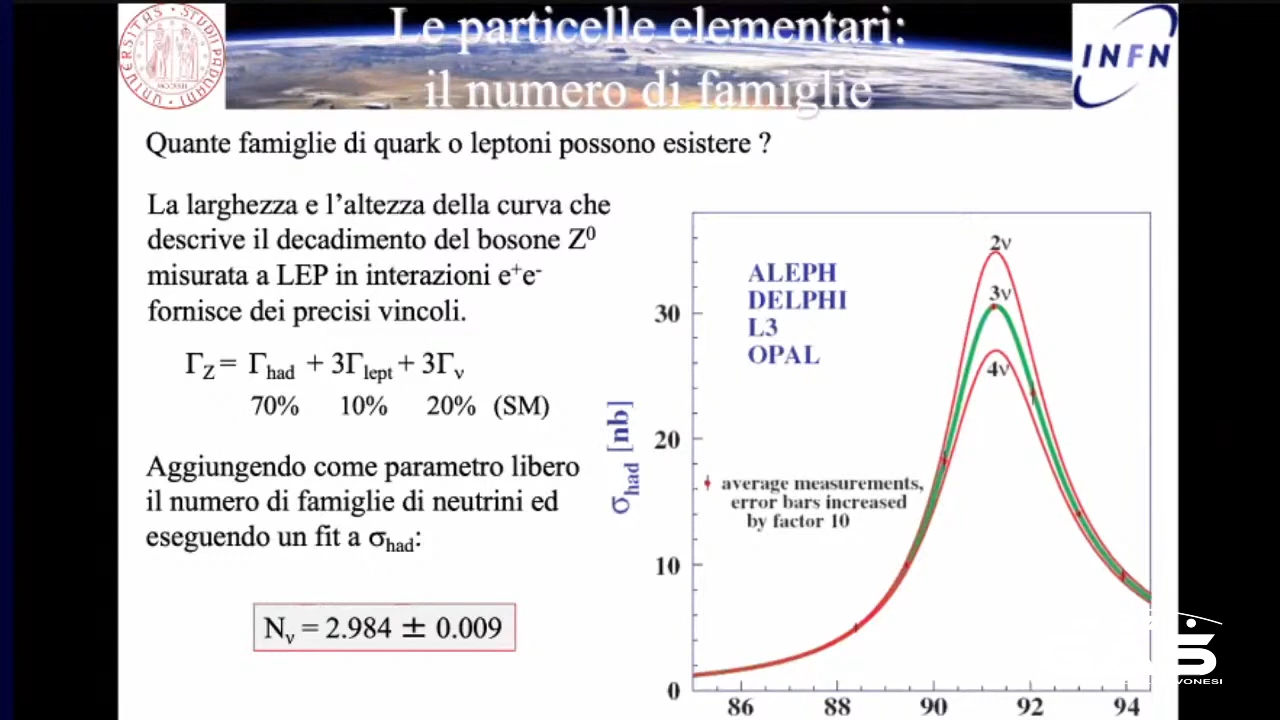 Le particelle elementari:
il numero di famiglie
INFN
Quante famiglie di quark o leptoni possono esistere ?
La larghezza e l’altezza della curva che
descrive il decadimento del bosone Z⁰
misurata a LEP in interazioni e⁺e⁻
fornisce dei precisi vincoli.
Γ_Z = Γ_had + 3Γ_lept + 3Γ_ν
70% 10% 20% (SM)
Aggiungendo come parametro libero
il numero di famiglie di neutrini ed
eseguendo un fit a σ_had:
N_ν = 2.984 ± 0.009
ALEPH
DELPHI
L3
OPAL
2ν
3ν
4ν
σ_had [nb]
average measurements,
error bars increased
by factor 10
30
20
10
0
86 88 90 92 94